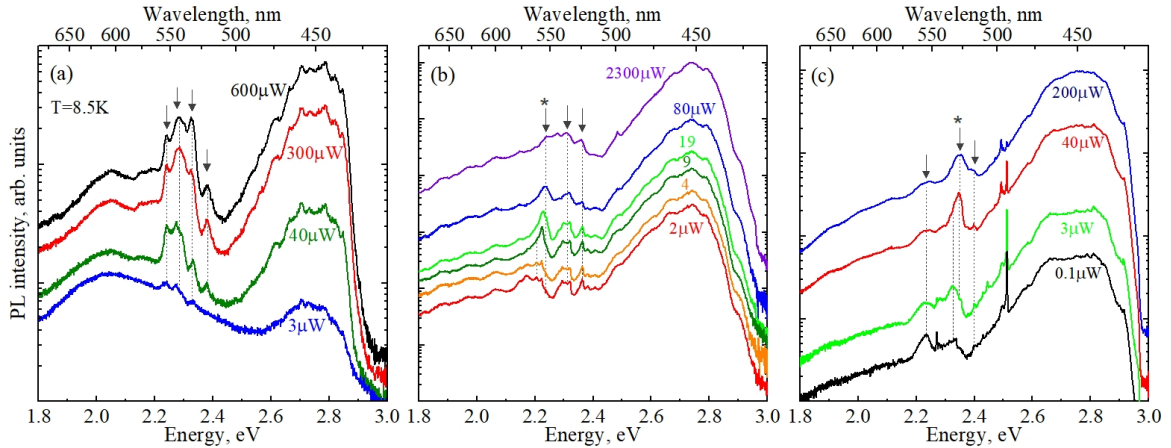 Wavelength, nm
650 600 550 500 450
(a)
T=8.5K
600μW
300μW
40μW
3μW
PL intensity, arb. units
1.8 2.0 2.2 2.4 2.6 2.8 3.0
Energy, eV
Wavelength, nm
650 600 550 500 450
(b)
*
2300μW
80μW
19
9
4
2μW
1.8 2.0 2.2 2.4 2.6 2.8 3.0
Energy, eV
Wavelength, nm
650 600 550 500 450
(c)
*
200μW
40μW
3μW
0.1μW
1.8 2.0 2.2 2.4 2.6 2.8 3.0
Energy, eV